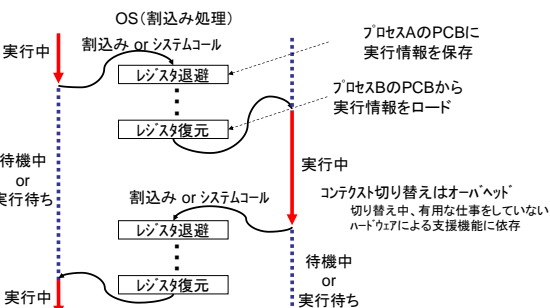 OS(割込み処理)
実行中
割込み or システムコール
プロセスAのPCBに
実行情報を保存
レジスタ退避
プロセスBのPCBから
実行情報をロード
レジスタ復元
待機中
or
実行待ち
実行中
割込み or システムコール
コンテクスト切り替えはオーバヘッド
切り替え中、有用な仕事をしていない
ハードウェアによる支援機能に依存
レジスタ退避
待機中
or
実行待ち
レジスタ復元
実行中